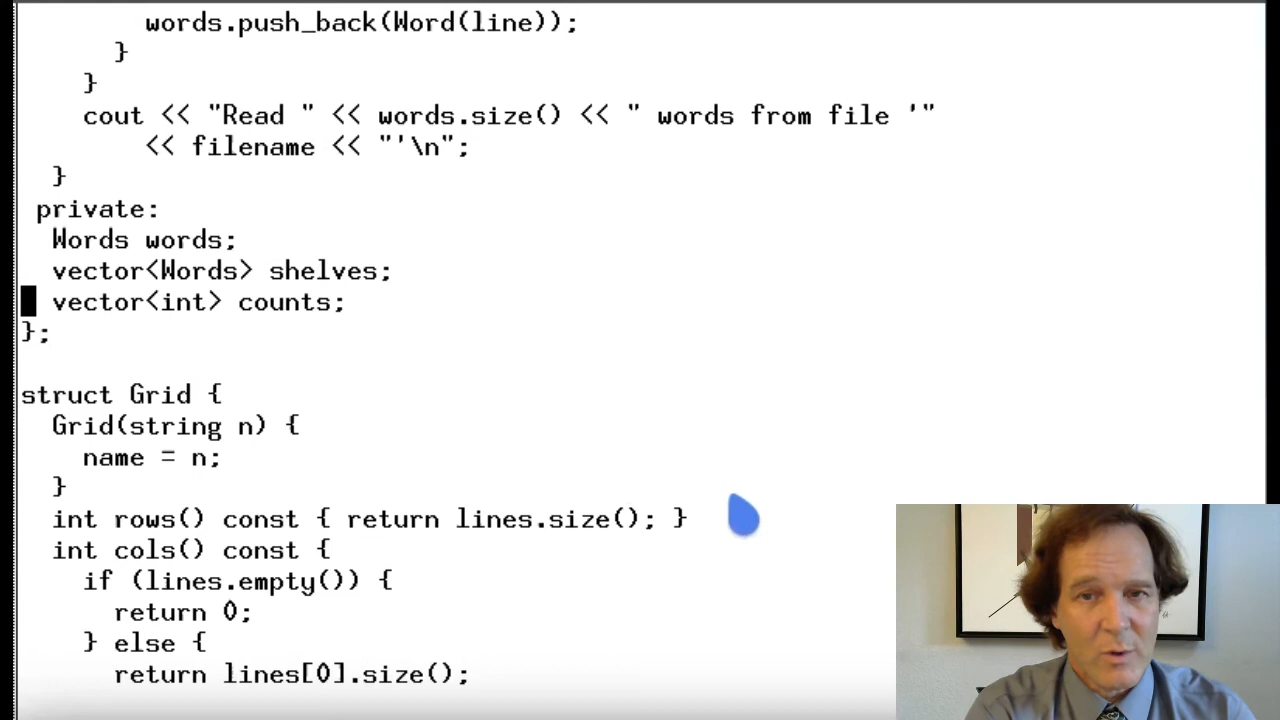 words.push_back(Word(line));
}
}
cout << "Read " << words.size() << " words from file '"
<< filename << "'\n";
}
private:
Words words;
vector<Words> shelves;
vector<int> counts;
};
struct Grid {
Grid(string n) {
name = n;
}
int rows() const { return lines.size(); }
int cols() const {
if (lines.empty()) {
return 0;
} else {
return lines[0].size();